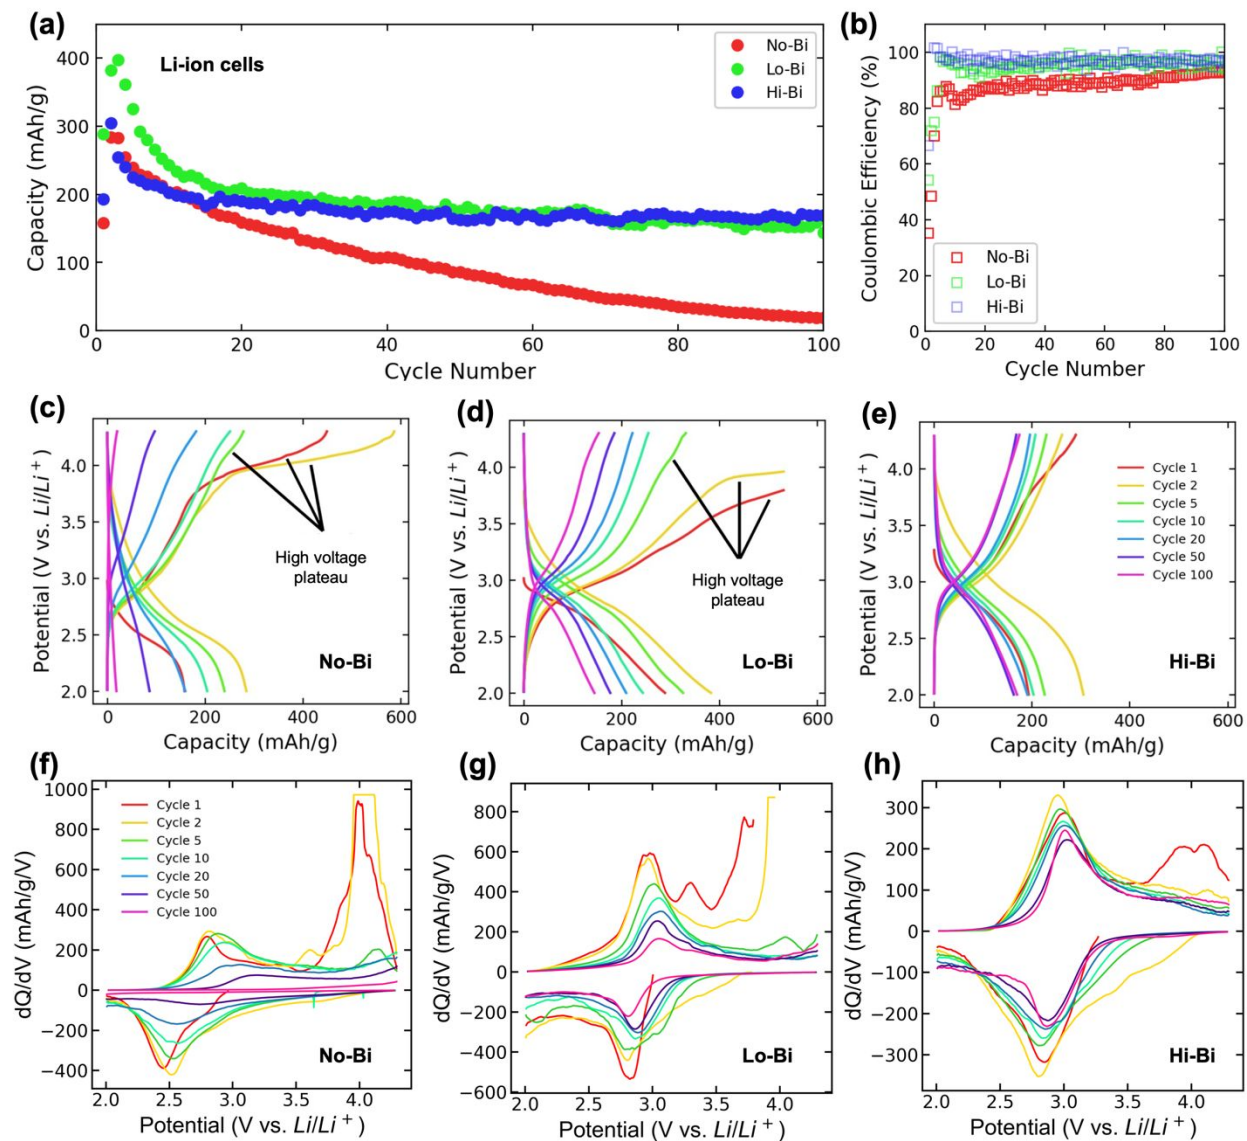 (a)
Li-ion cells
No-Bi
Lo-Bi
Hi-Bi
Capacity (mAh/g)
400
300
200
100
0
0 20 40 60 80 100
Cycle Number
(b)
Coulombic Efficiency (%)
100
80
60
40
20
0
No-Bi
Lo-Bi
Hi-Bi
0 20 40 60 80 100
Cycle Number
(c)
Potential (V vs. Li/Li⁺)
4.0
3.5
3.0
2.5
2.0
High voltage
plateau
No-Bi
0 200 400 600
Capacity (mAh/g)
(d)
Potential (V vs. Li/Li⁺)
4.0
3.5
3.0
2.5
2.0
High voltage
plateau
Lo-Bi
0 200 400 600
Capacity (mAh/g)
(e)
Potential (V vs. Li/Li⁺)
4.0
3.5
3.0
2.5
2.0
Cycle 1
Cycle 2
Cycle 5
Cycle 10
Cycle 20
Cycle 50
Cycle 100
Hi-Bi
0 200 400 600
Capacity (mAh/g)
(f)
dQ/dV (mAh/g/V)
1000
800
600
400
200
0
−200
−400
Cycle 1
Cycle 2
Cycle 5
Cycle 10
Cycle 20
Cycle 50
Cycle 100
No-Bi
2.0 2.5 3.0 3.5 4.0
Potential (V vs. Li/Li⁺)
(g)
dQ/dV (mAh/g/V)
800
600
400
200
0
−200
−400
−600
Lo-Bi
2.0 2.5 3.0 3.5 4.0
Potential (V vs. Li/Li⁺)
(h)
dQ/dV (mAh/g/V)
300
200
100
0
−100
−200
−300
Hi-Bi
2.0 2.5 3.0 3.5 4.0
Potential (V vs. Li/Li⁺)